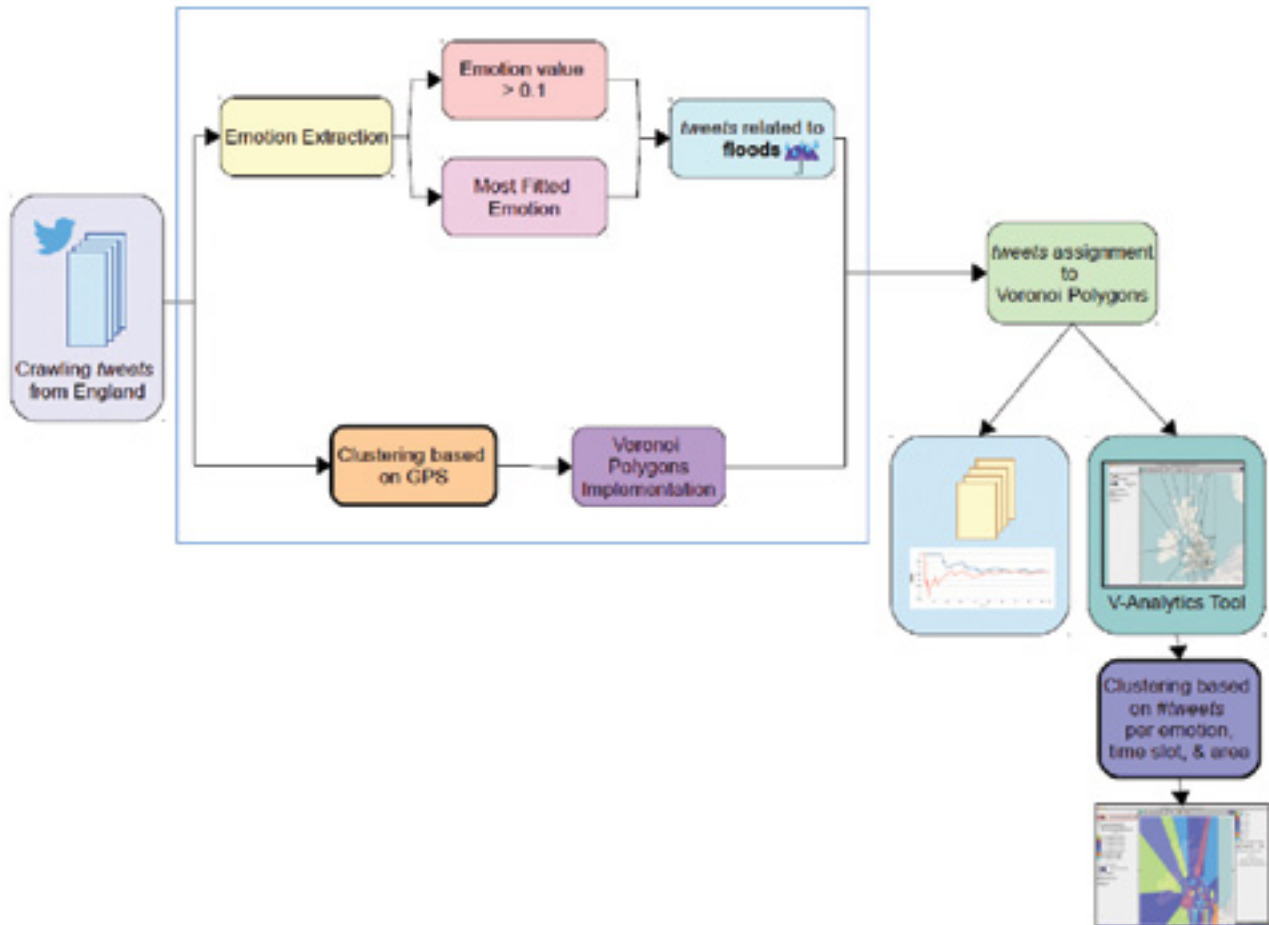 Emotion value
> 0.1
Emotion Extraction
tweets related to
floods
Most Fitted
Emotion
Crawling tweets
from England
tweets assignment
to
Voronoi Polygons
Clustering based
on GPS
Voronoi
Polygons
Implementation
V-Analytics Tool
Clustering based
on #tweets
per emotion,
time slot, & area